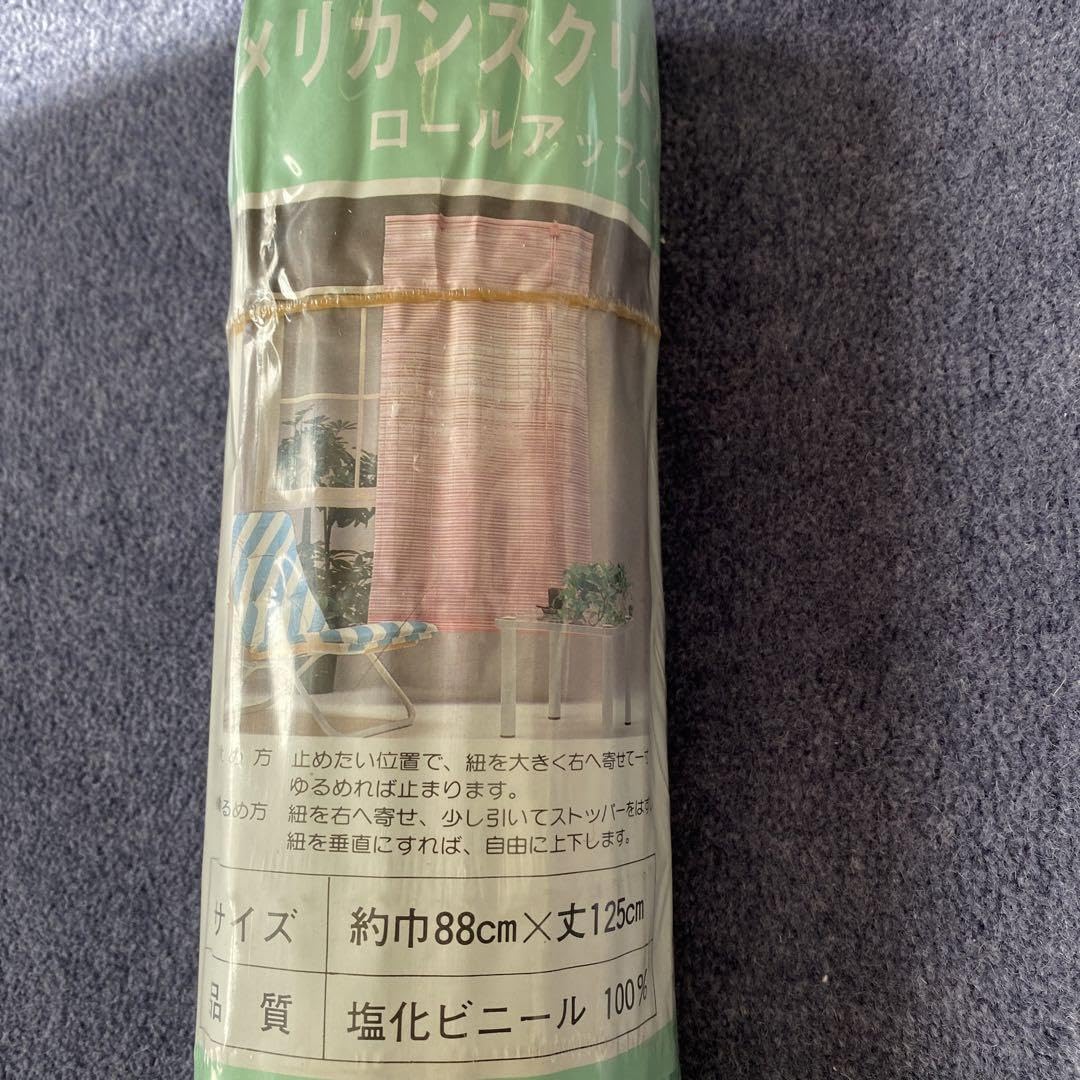 メリカンスクリー
ロールアップ
め方 止めたい位置で、紐を大きく右へ寄せて一寸
ゆるめれば止まります。
るめ方 紐を右へ寄せ、少し引いてストッパーをはずし
紐を垂直にすれば、自由に上下します。
サイズ 約巾88cm×丈125cm
品質 塩化ビニール 100%